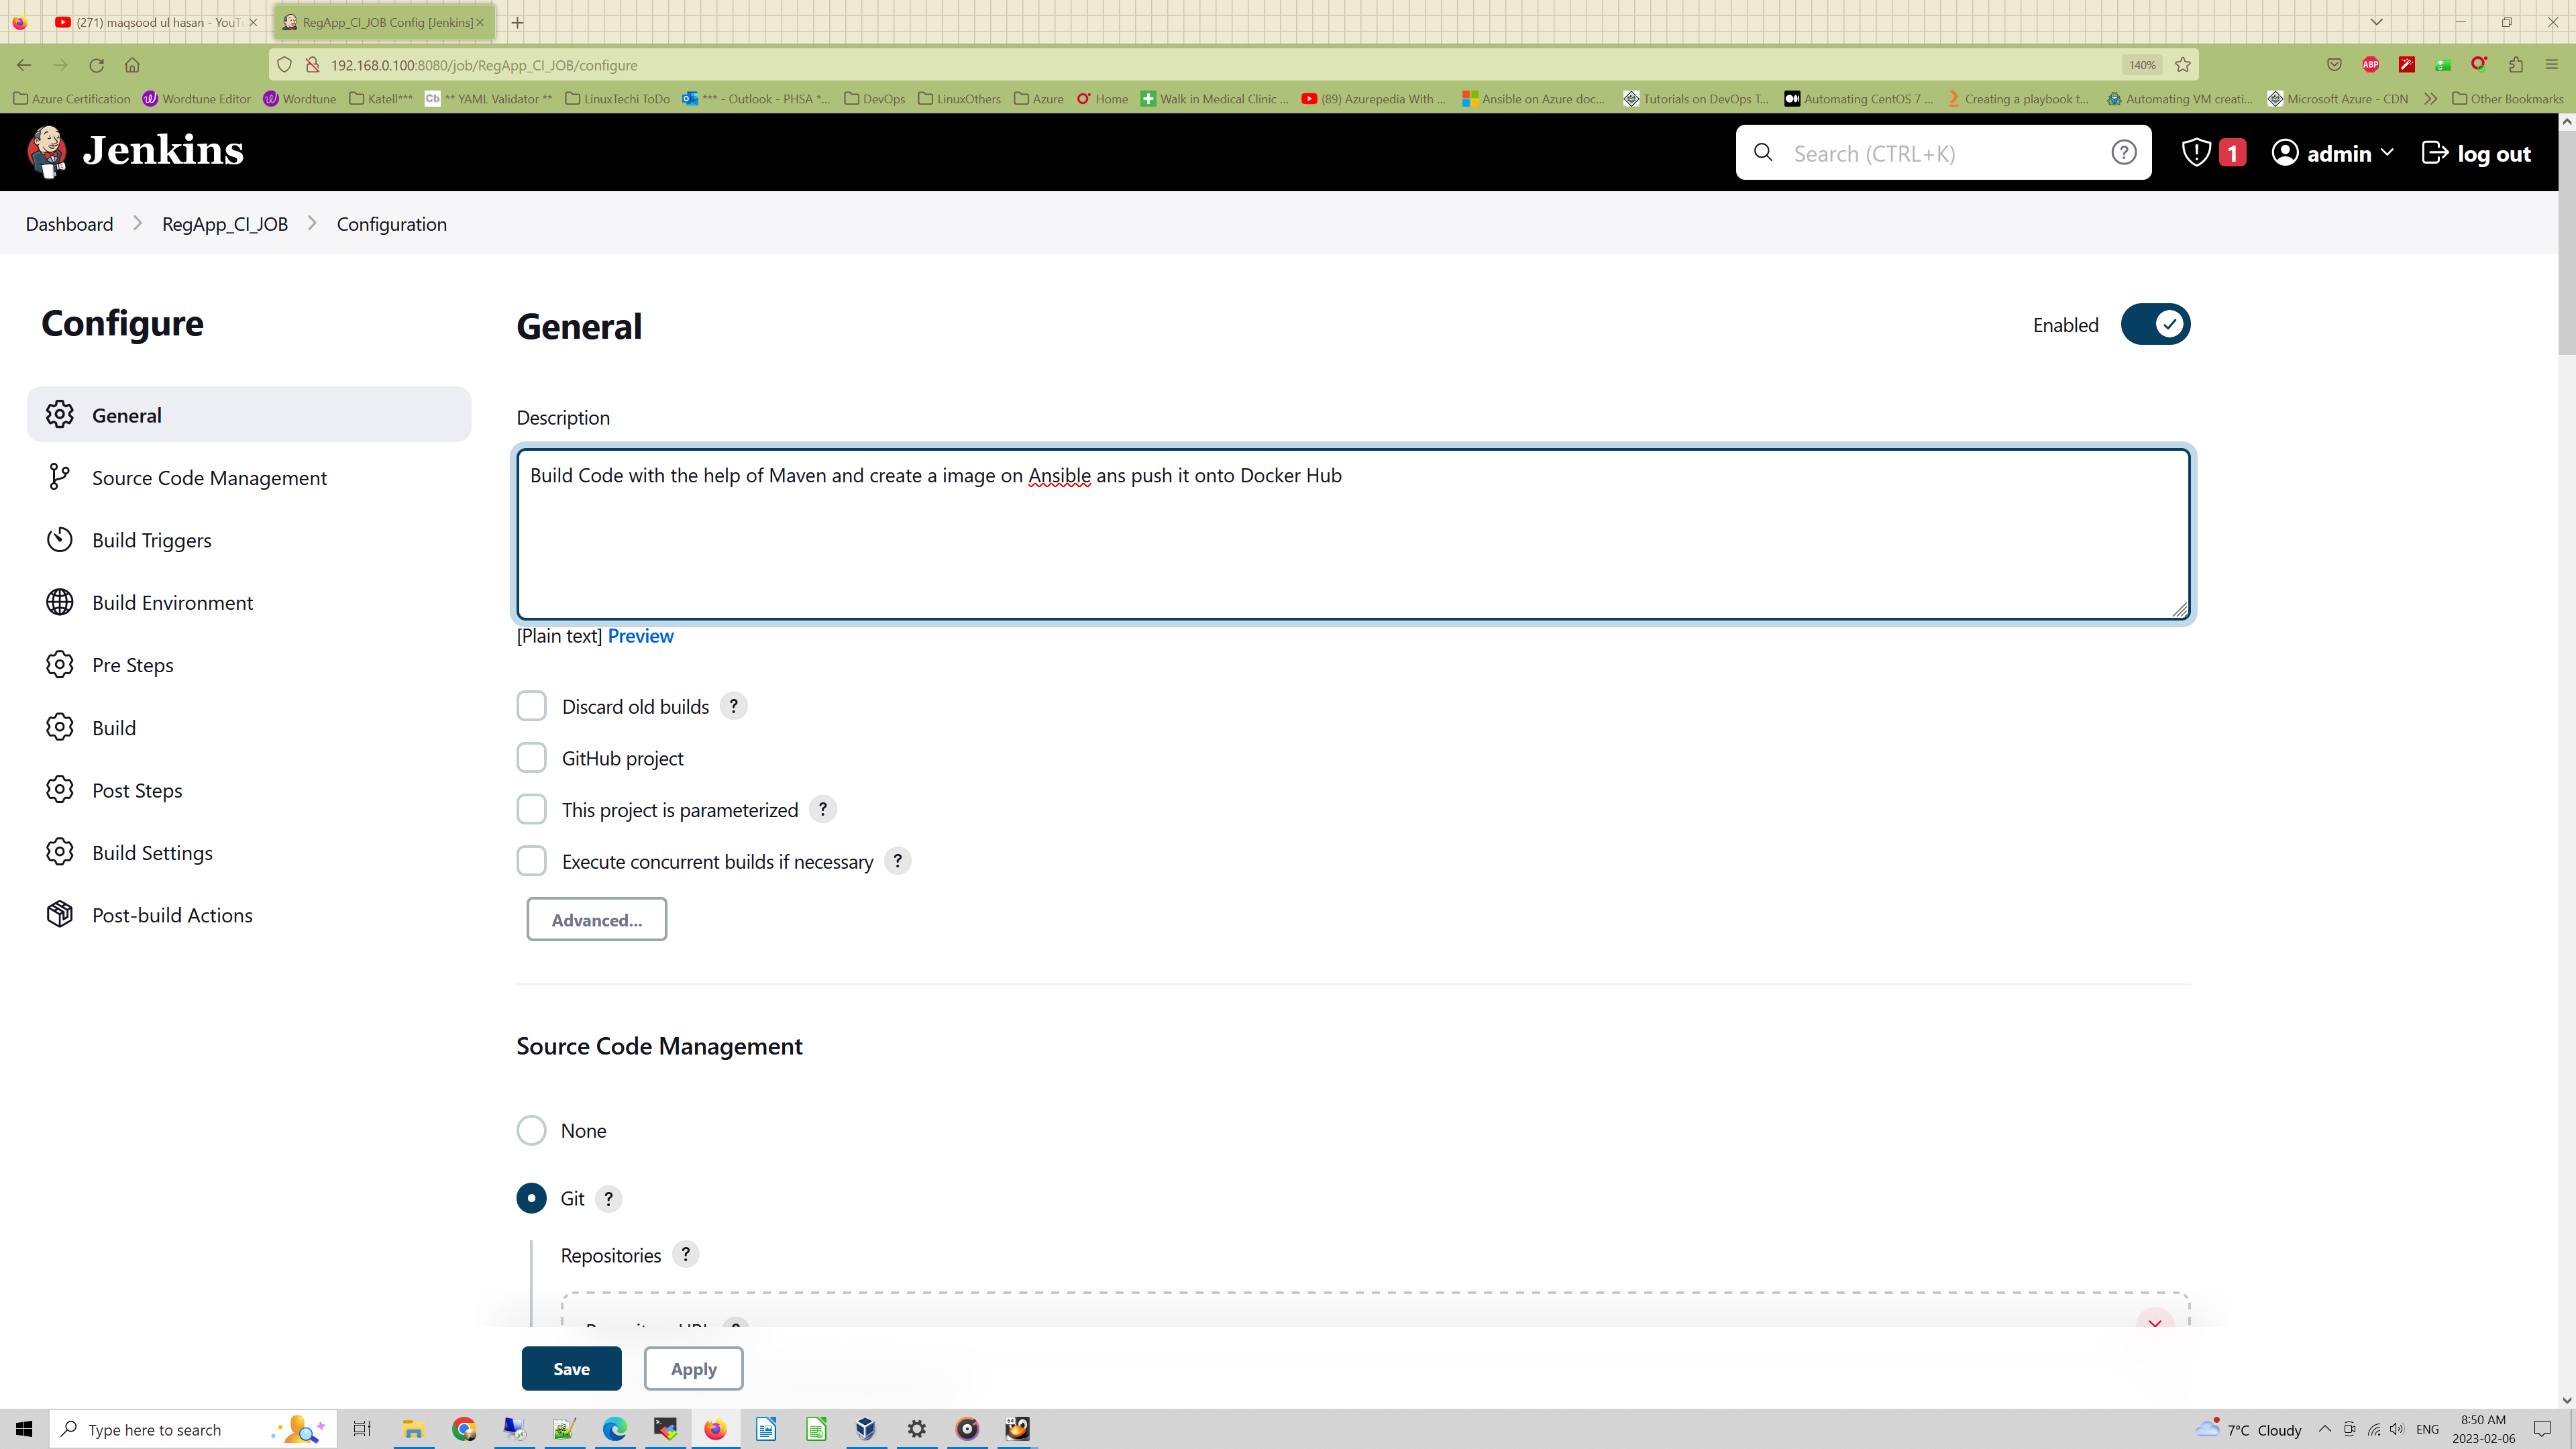 (271) maqsood ul hasan - YouT
RegApp_CI_JOB Config [Jenkins]
192.168.0.100:8080/job/RegApp_CI_JOB/configure
140%
ABP
Azure Certification
Wordtune Editor
Wordtune
Katell***
Cb ** YAML Validator **
LinuxTechi ToDo
*** - Outlook - PHSA *...
DevOps
LinuxOthers
Azure
Home
Walk in Medical Clinic ...
(89) Azurepedia With ...
Ansible on Azure doc...
Tutorials on DevOps T...
Automating CentOS 7 ...
Creating a playbook t...
Automating VM creati...
Microsoft Azure - CDN
Other Bookmarks
Jenkins
Search (CTRL+K)
?
1
admin
log out
Dashboard
RegApp_CI_JOB
Configuration
Configure
General
Source Code Management
Build Triggers
Build Environment
Pre Steps
Build
Post Steps
Build Settings
Post-build Actions
General
Enabled
Description
Build Code with the help of Maven and create a image on Ansible ans push it onto Docker Hub
[Plain text] Preview
Discard old builds ?
GitHub project
This project is parameterized ?
Execute concurrent builds if necessary ?
Advanced...
Source Code Management
None
Git ?
Repositories ?
Save
Apply
Type here to search
7°C Cloudy
ENG
8:50 AM
2023-02-06